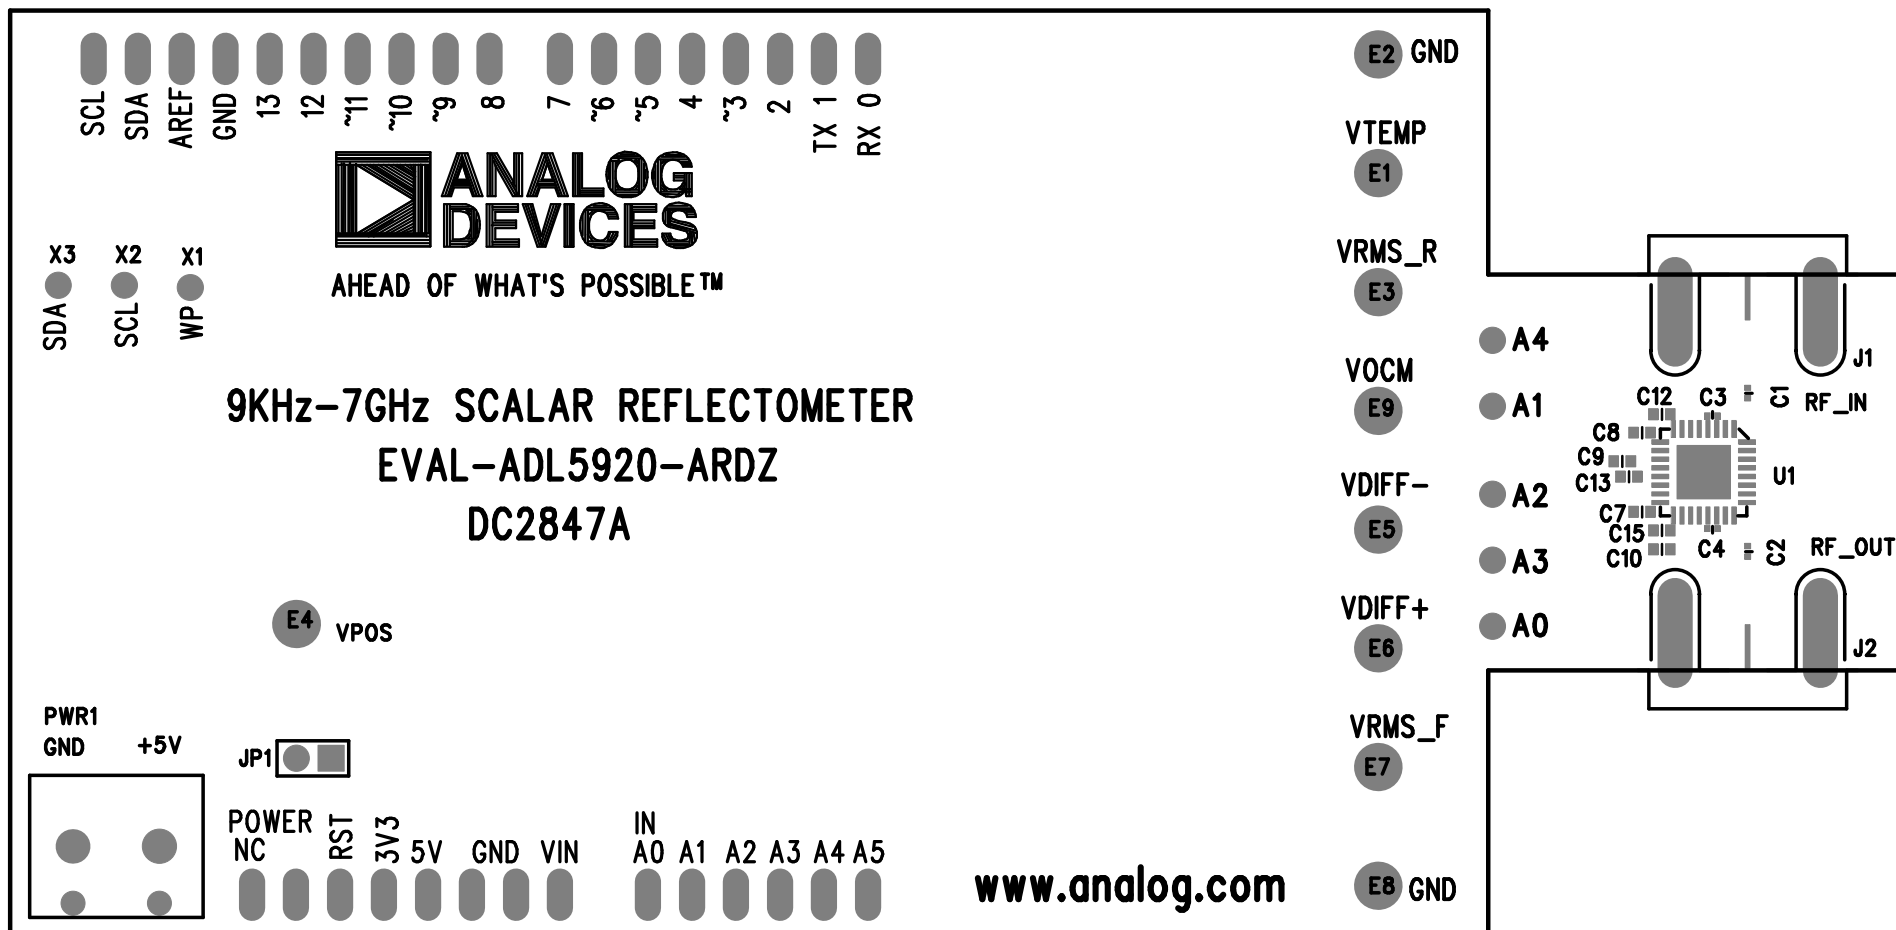 SCL SDA AREF GND 13 12 ~11 ~10 ~9 8 7 ~6 ~5 4 ~3 2 TX 1 RX 0
E2 GND
VTEMP
E1
ANALOG
DEVICES
AHEAD OF WHAT'S POSSIBLE™
X3 X2 X1
SDA SCL WP
VRMS_R
E3
A4
J1
VOCM
E9
A1
C12 C3 C1 RF_IN
9KHz-7GHz SCALAR REFLECTOMETER
EVAL-ADL5920-ARDZ
DC2847A
C8
C9
C13
U1
VDIFF-
E5
A2
C7
C15
C10
C4 C2 RF_OUT
A3
VDIFF+
E6
A0
J2
E4 VPOS
VRMS_F
E7
PWR1
GND +5V
JP1
POWER
NC RST 3V3 5V GND VIN
IN
A0 A1 A2 A3 A4 A5
www.analog.com
E8 GND